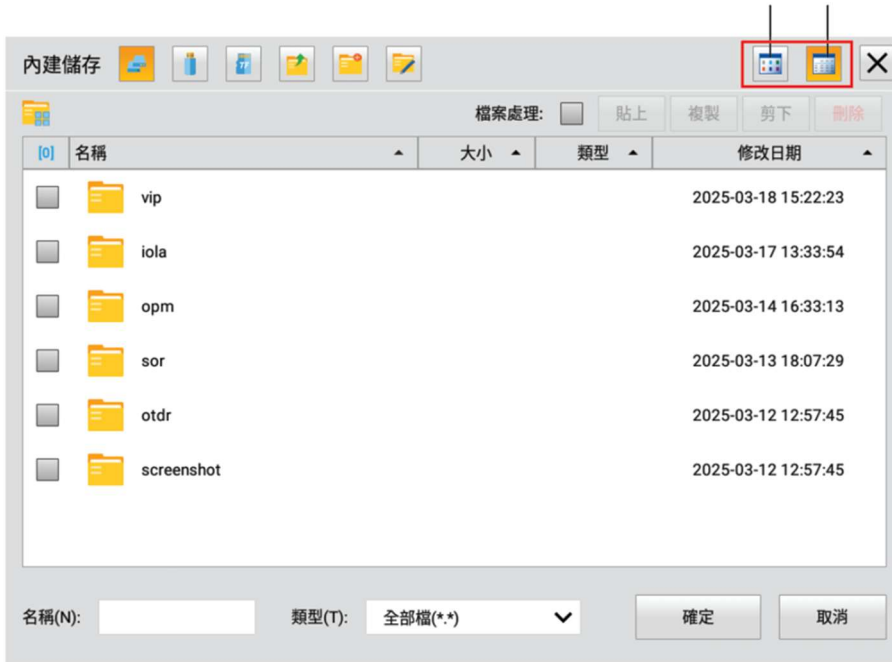 內建儲存
TF
檔案處理: 貼上 複製 剪下 刪除
[0] 名稱 大小 類型 修改日期
vip 2025-03-18 15:22:23
iola 2025-03-17 13:33:54
opm 2025-03-14 16:33:13
sor 2025-03-13 18:07:29
otdr 2025-03-12 12:57:45
screenshot 2025-03-12 12:57:45
名稱(N): 類型(T): 全部檔(*.*) 確定 取消